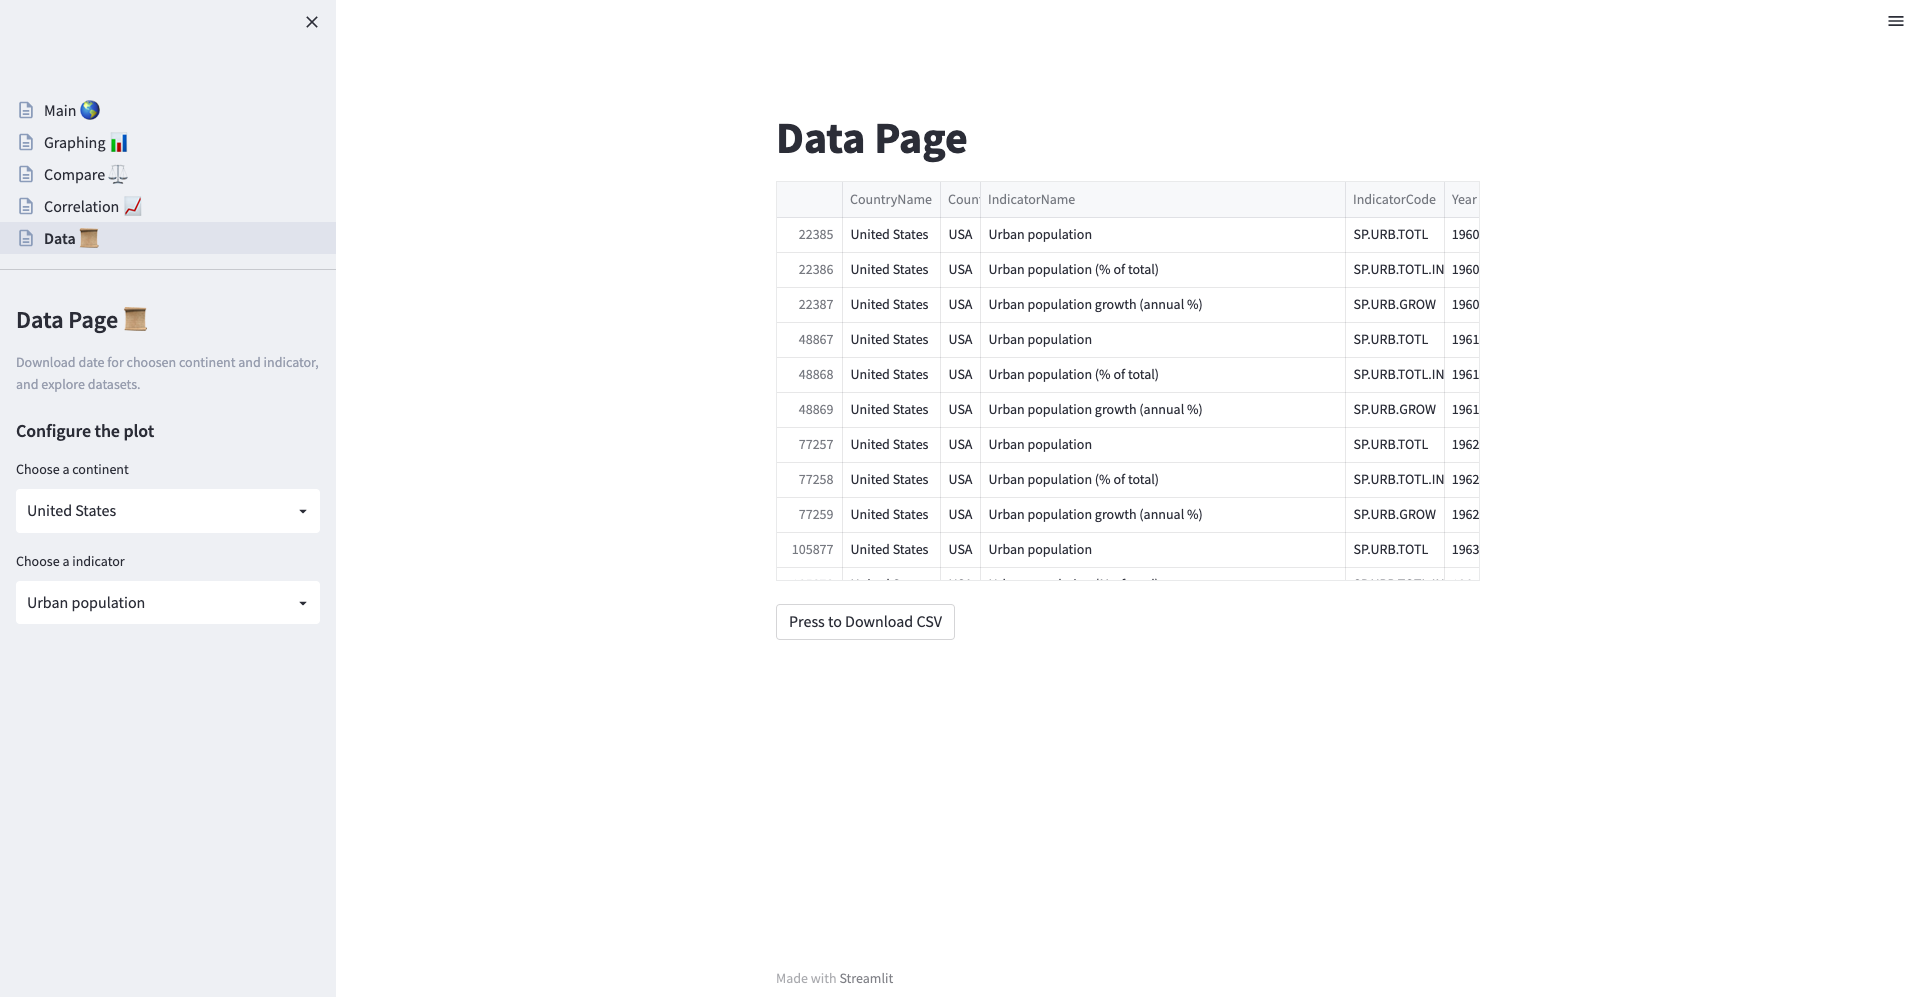 Main
Graphing
Compare
Correlation
Data
Data Page
Download date for choosen continent and indicator,
and explore datasets.
Configure the plot
Choose a continent
United States
Choose a indicator
Urban population
Data Page
CountryName Coun IndicatorName IndicatorCode Year
22385 United States USA Urban population SP.URB.TOTL 1960
22386 United States USA Urban population (% of total) SP.URB.TOTL.IN 1960
22387 United States USA Urban population growth (annual %) SP.URB.GROW 1960
48867 United States USA Urban population SP.URB.TOTL 1961
48868 United States USA Urban population (% of total) SP.URB.TOTL.IN 1961
48869 United States USA Urban population growth (annual %) SP.URB.GROW 1961
77257 United States USA Urban population SP.URB.TOTL 1962
77258 United States USA Urban population (% of total) SP.URB.TOTL.IN 1962
77259 United States USA Urban population growth (annual %) SP.URB.GROW 1962
105877 United States USA Urban population SP.URB.TOTL 1963
Press to Download CSV
Made with Streamlit